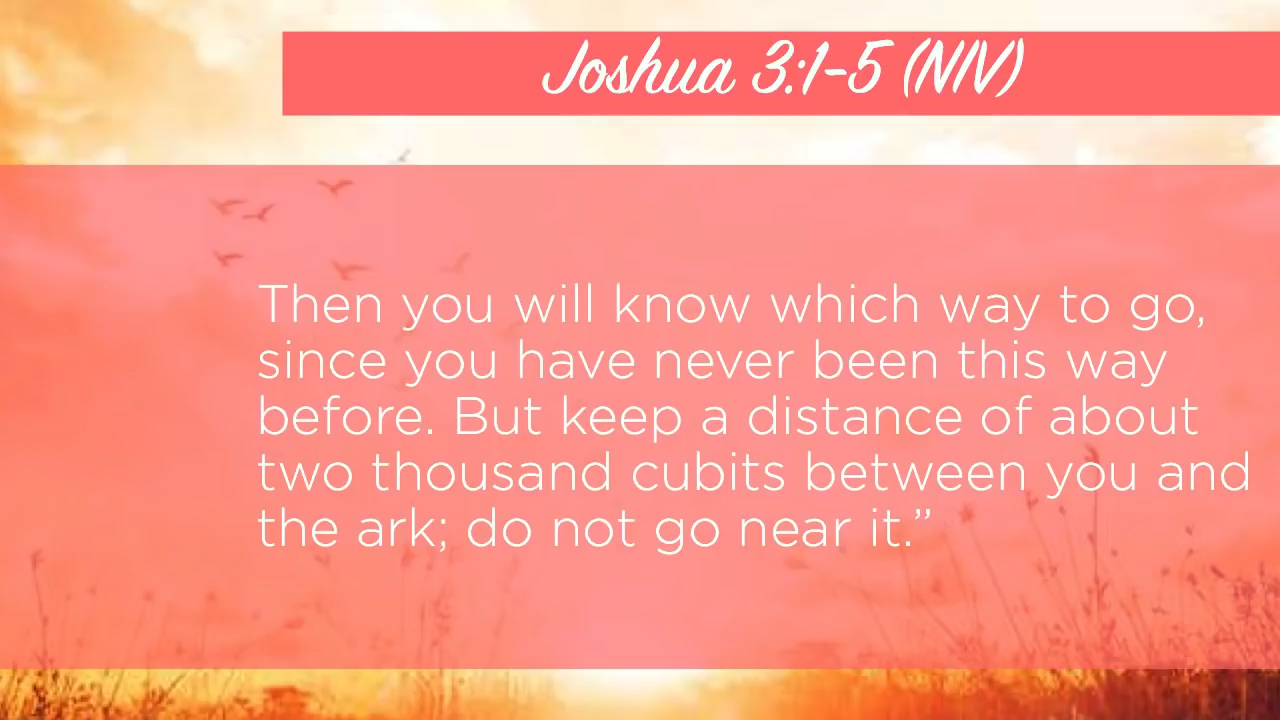 Joshua 3:1-5 (NIV)
Then you will know which way to go,
since you have never been this way
before. But keep a distance of about
two thousand cubits between you and
the ark; do not go near it.”